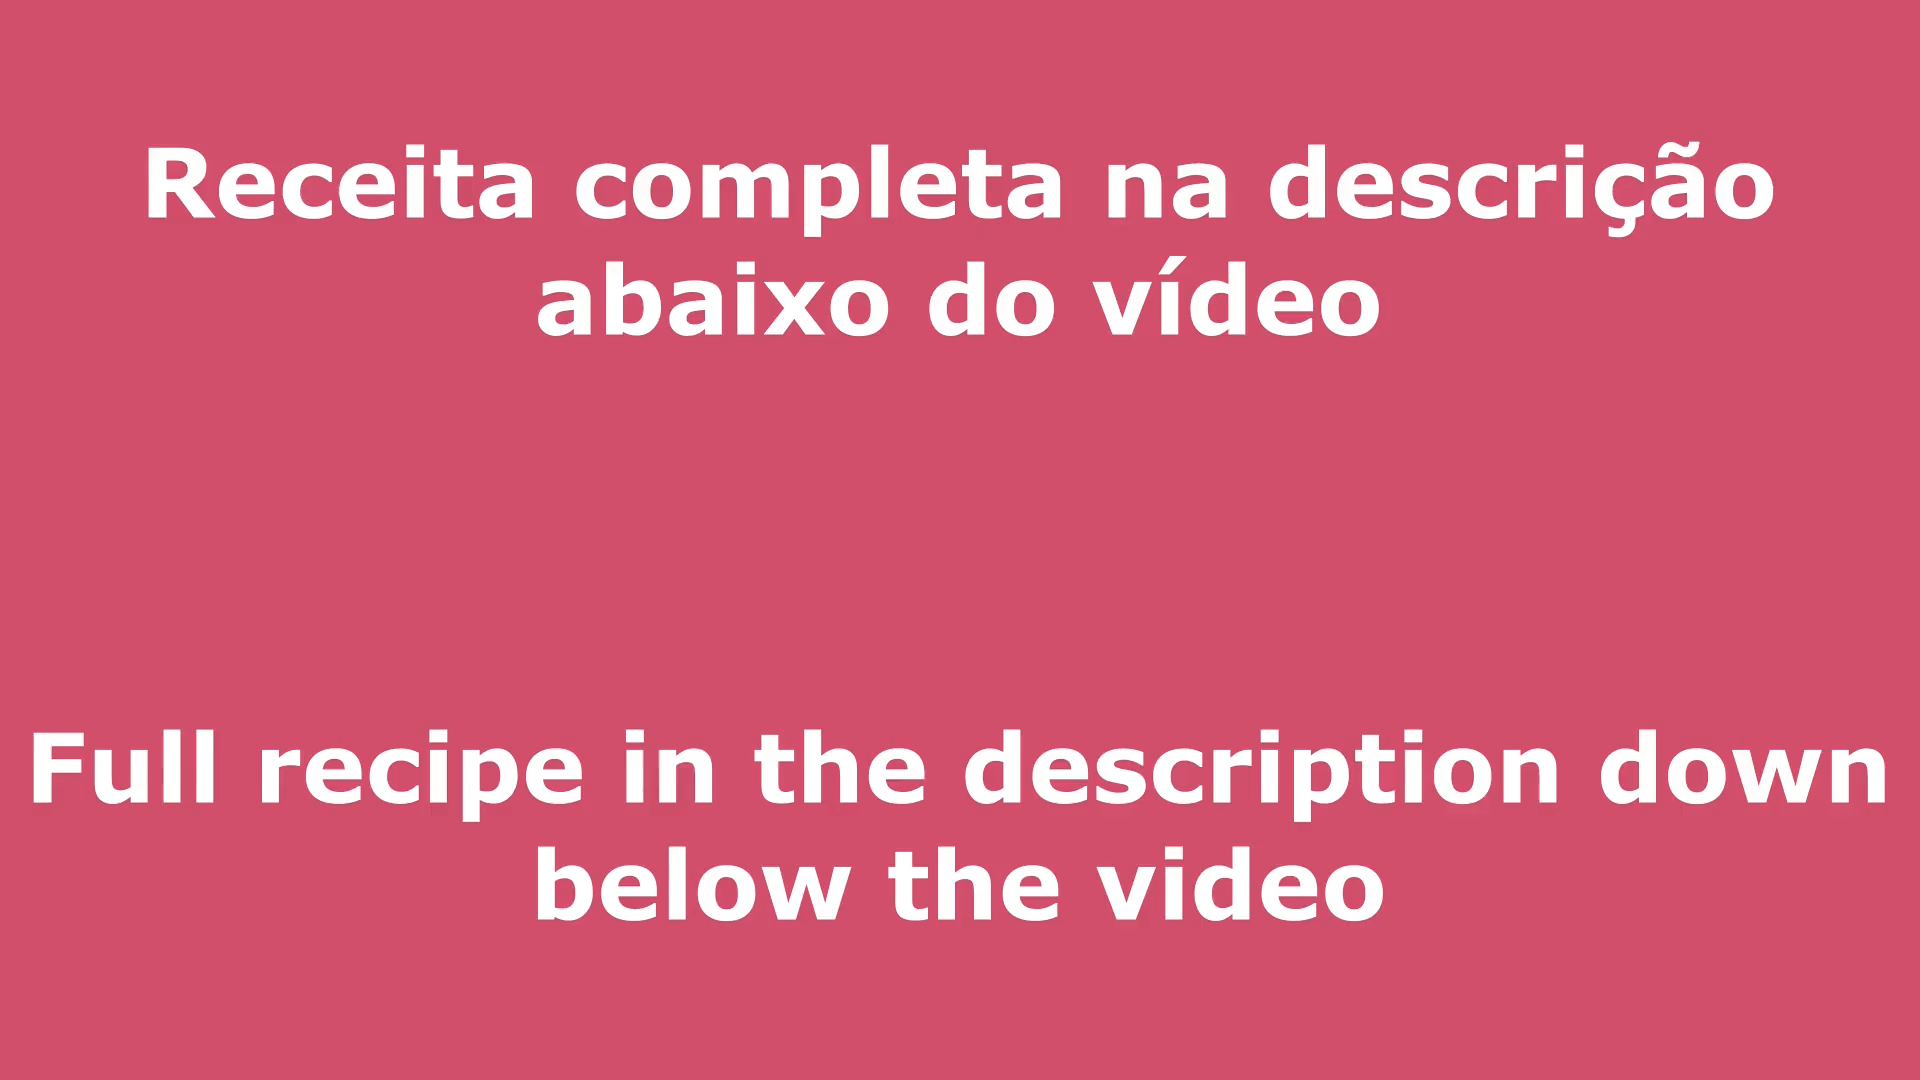 Receita completa na descrição
abaixo do vídeo
Full recipe in the description down
below the video